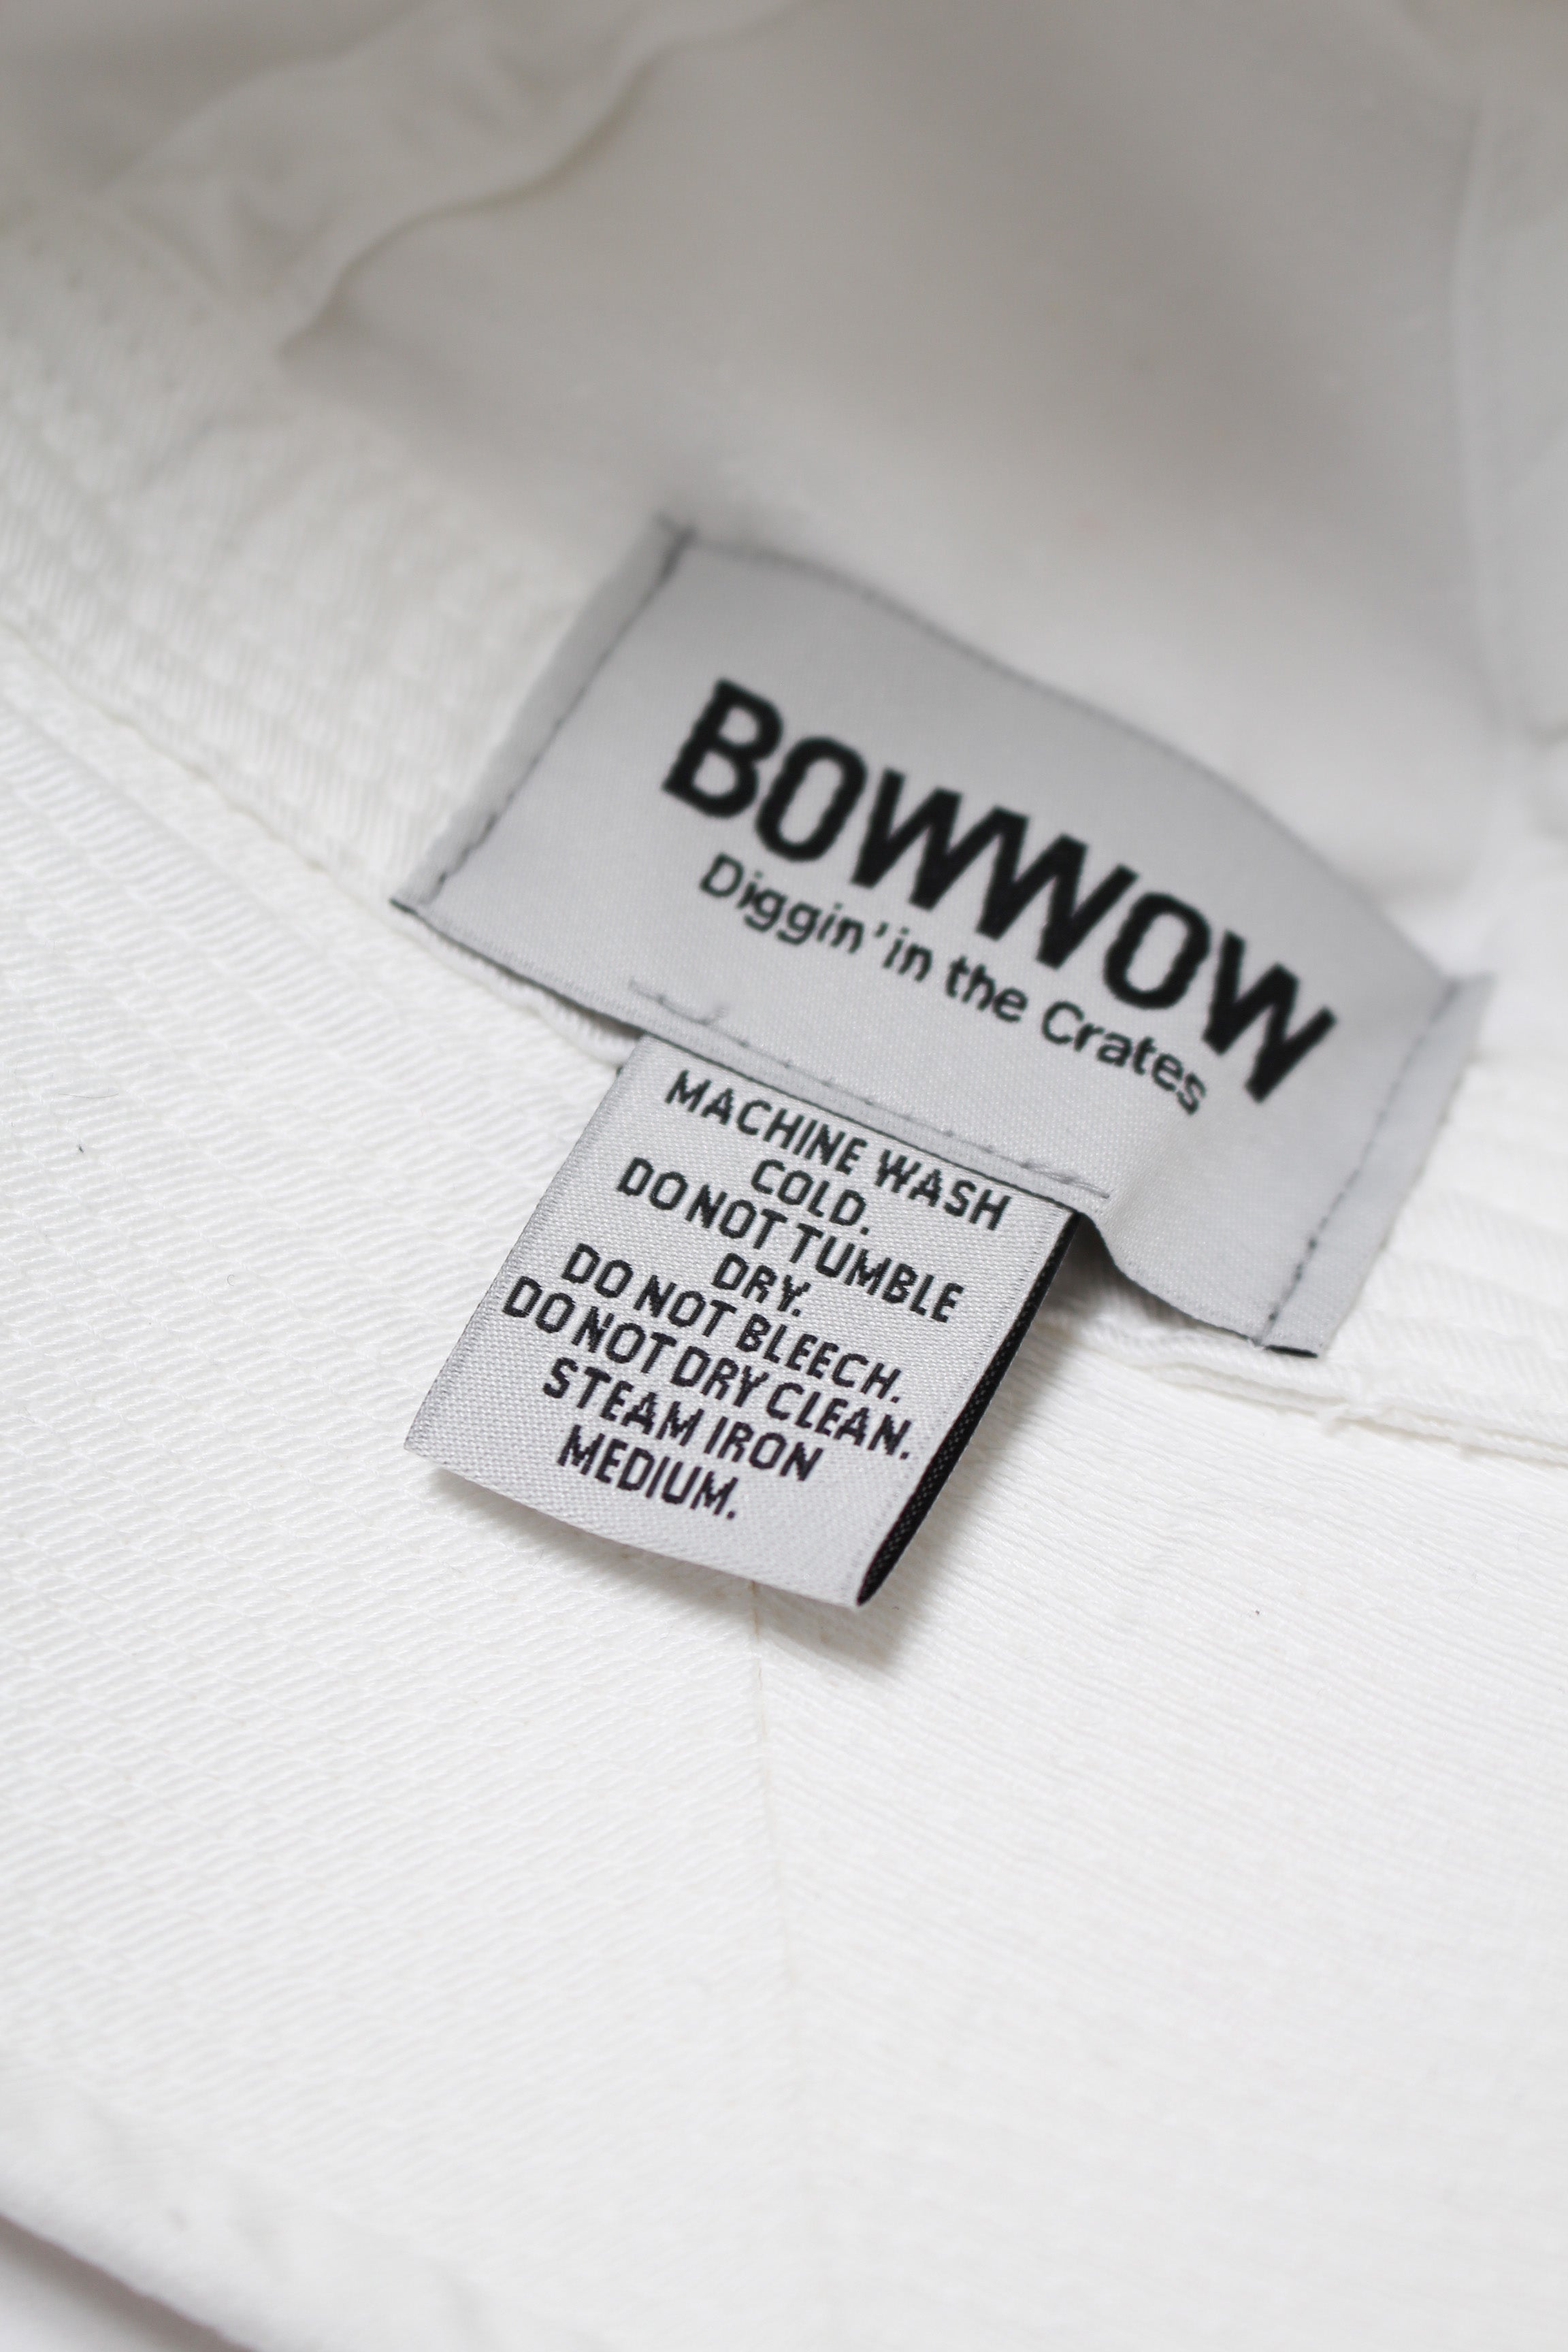 BOWWOW
Diggin' in the Crates
MACHINE WASH
COLD.
DO NOT TUMBLE
DRY.
DO NOT BLEECH.
DO NOT DRY CLEAN.
STEAM IRON
MEDIUM.